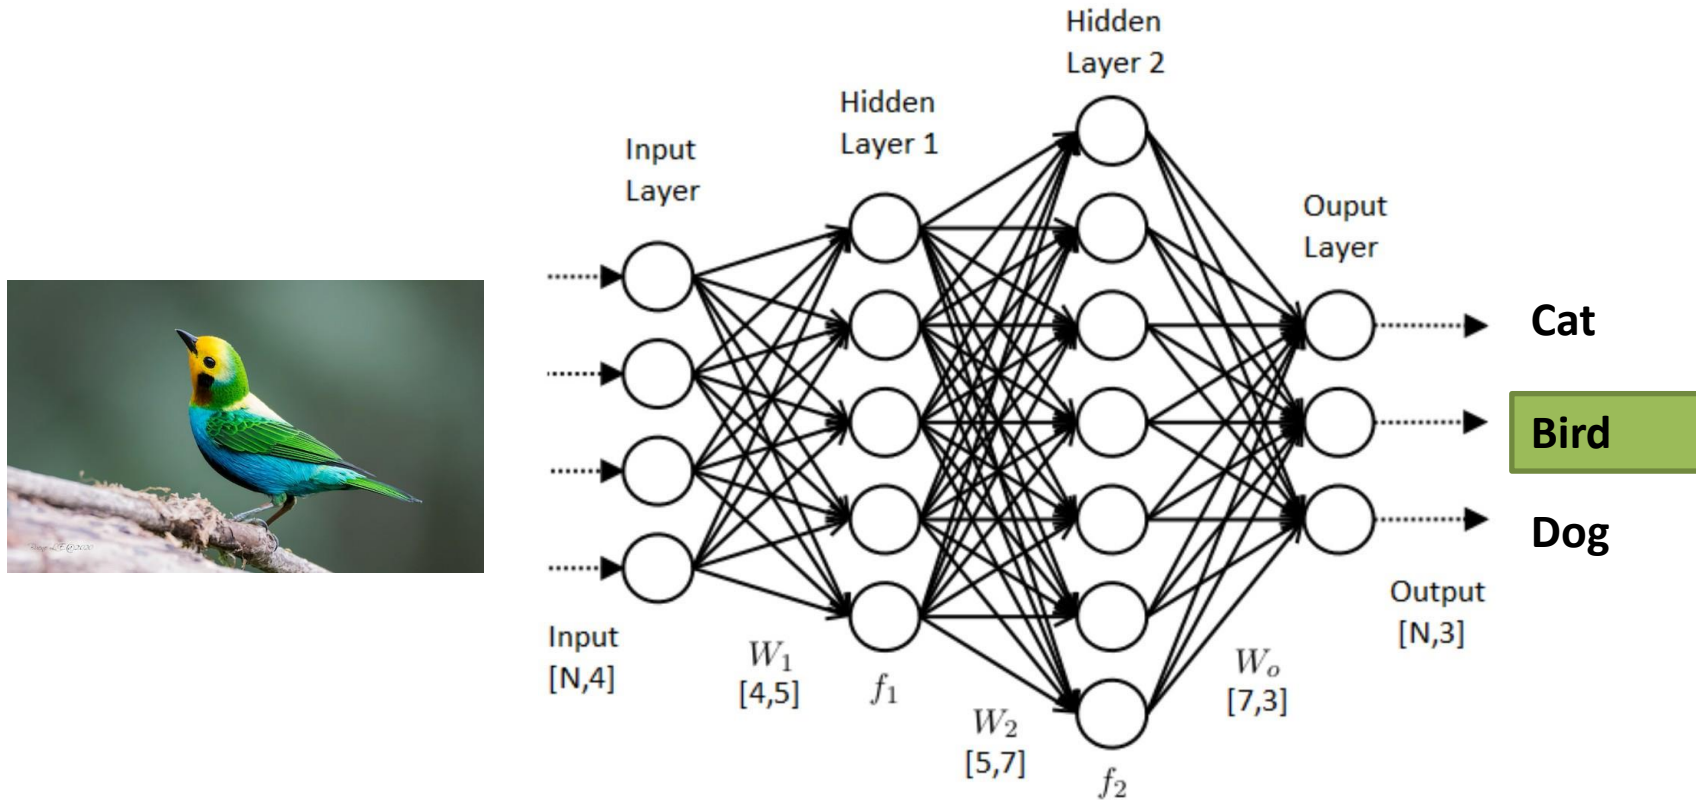 Hidden
Layer 2
Hidden
Layer 1
Input
Layer
Ouput
Layer
Cat
Bird
Dog
Input
[N,4]
W₁
[4,5]
f₁
W₂
[5,7]
f₂
Wₒ
[7,3]
Output
[N,3]